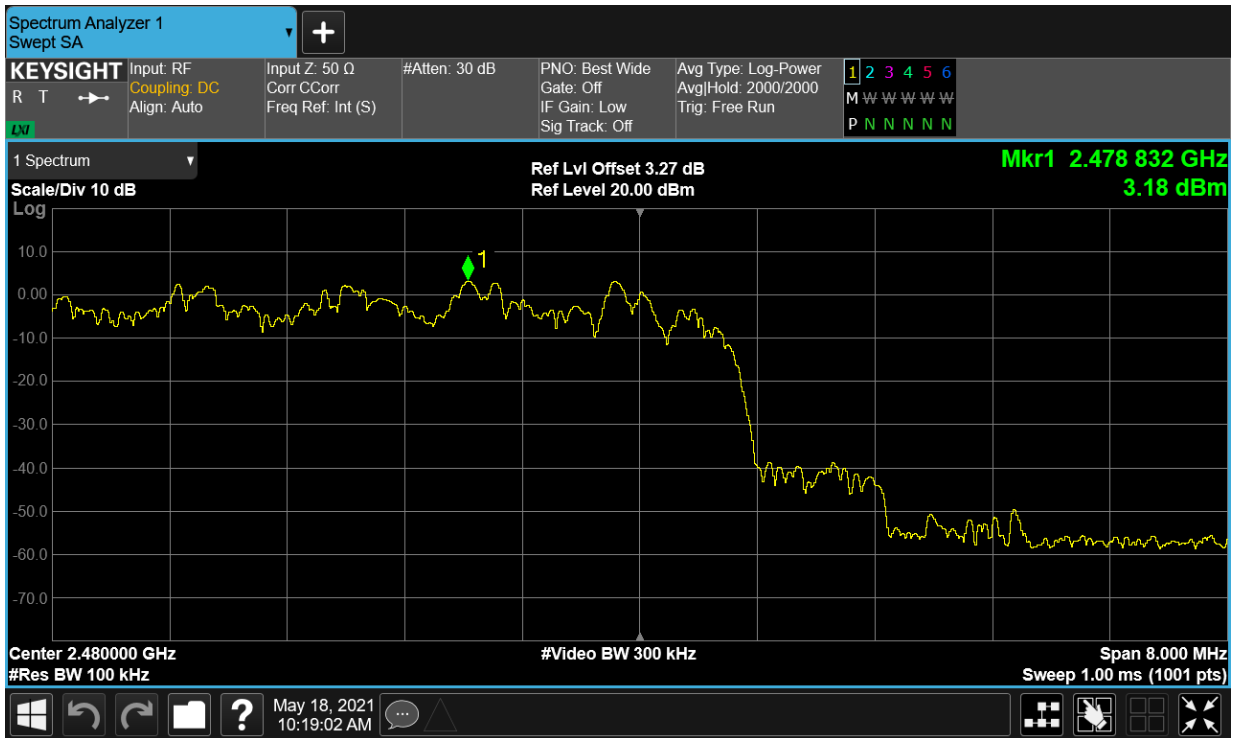 Spectrum Analyzer 1
Swept SA
KEYSIGHT
R T
LXI
Input: RF
Coupling: DC
Align: Auto
Input Z: 50 Ω
Corr CCorr
Freq Ref: Int (S)
#Atten: 30 dB
PNO: Best Wide
Gate: Off
IF Gain: Low
Sig Track: Off
Avg Type: Log-Power
Avg|Hold: 2000/2000
Trig: Free Run
1 2 3 4 5 6
M W W W W W
P N N N N N
1 Spectrum
Scale/Div 10 dB
Log
Ref Lvl Offset 3.27 dB
Ref Level 20.00 dBm
Mkr1 2.478 832 GHz
3.18 dBm
1
10.0
0.00
-10.0
-20.0
-30.0
-40.0
-50.0
-60.0
-70.0
Center 2.480000 GHz
#Video BW 300 kHz
Span 8.000 MHz
#Res BW 100 kHz
Sweep 1.00 ms (1001 pts)
?
May 18, 2021
10:19:02 AM